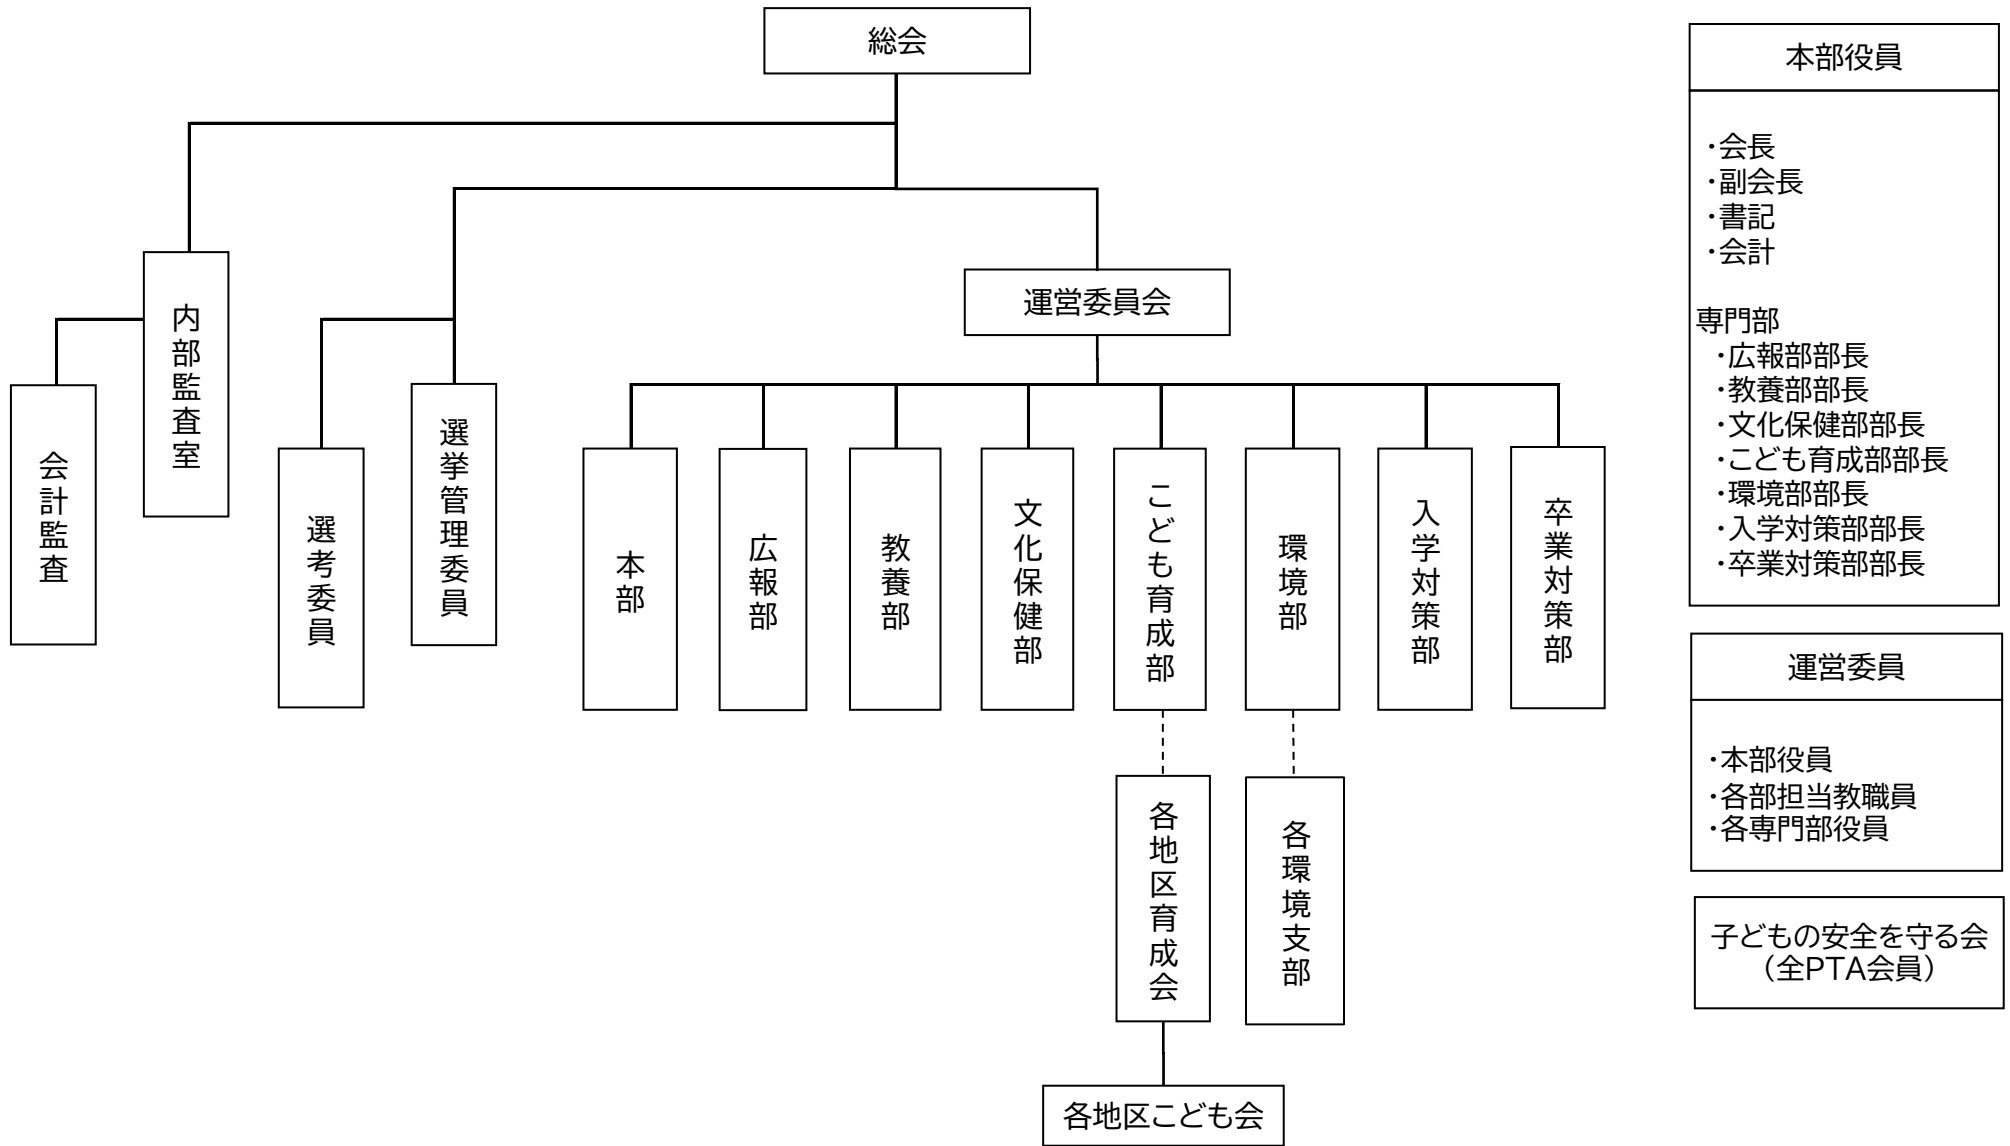 総会
内部監査室
会計監査
選考委員
選挙管理委員
運営委員会
本部
広報部
教養部
文化保健部
こども育成部
環境部
入学対策部
卒業対策部
各地区育成会
各環境支部
各地区こども会
本部役員
・会長
・副会長
・書記
・会計
専門部
・広報部部長
・教養部部長
・文化保健部部長
・こども育成部部長
・環境部部長
・入学対策部部長
・卒業対策部部長
運営委員
・本部役員
・各部担当教職員
・各専門部役員
子どもの安全を守る会
（全PTA会員）